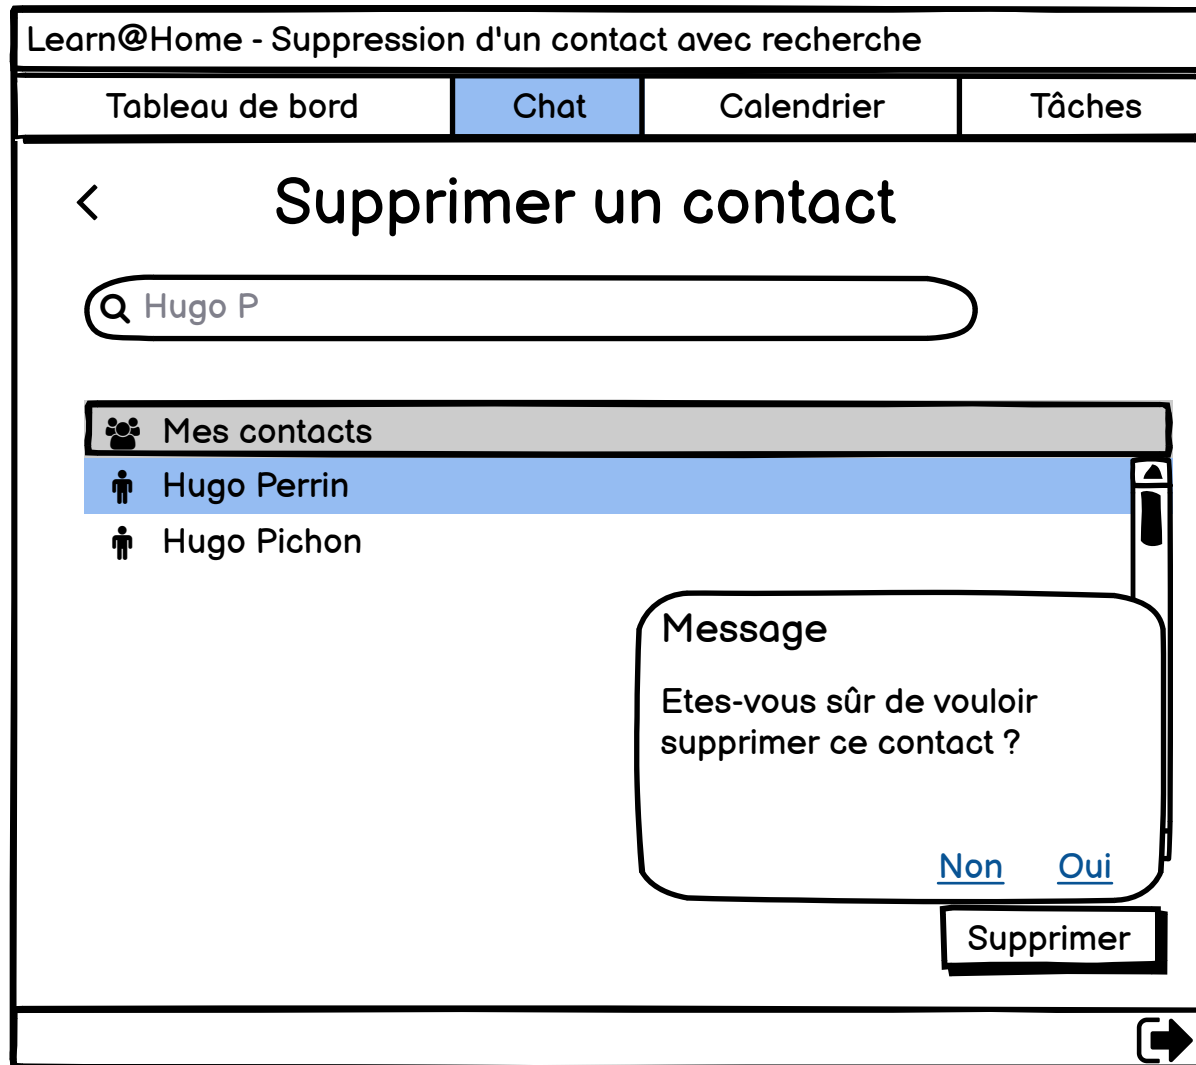 Learn@Home - Suppression d'un contact avec recherche
Tableau de bord Chat Calendrier Tâches
Supprimer un contact
Hugo P
Mes contacts
Hugo Perrin
Hugo Pichon
Message
Etes-vous sûr de vouloir
supprimer ce contact ?
Non Oui
Supprimer